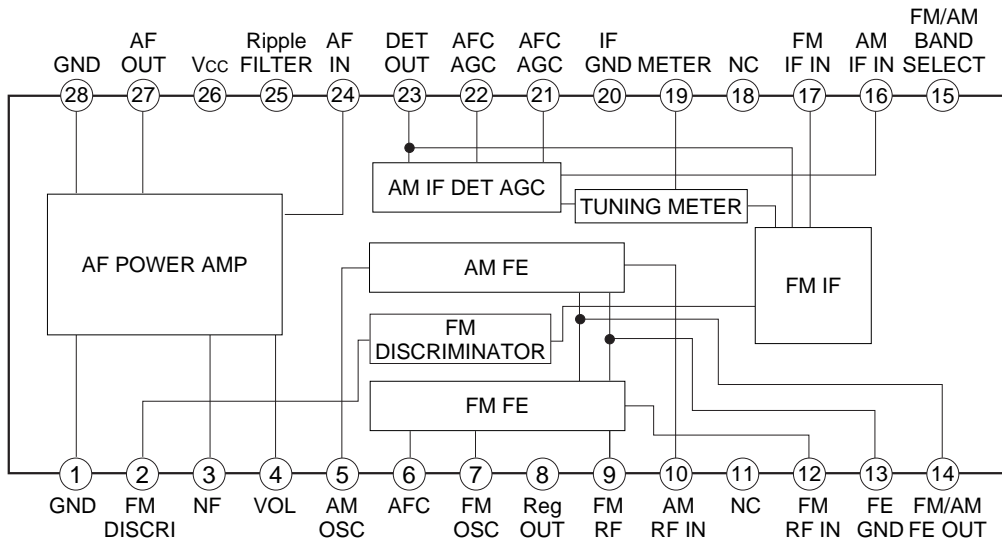 GND
AF
OUT
Vcc
Ripple
FILTER
AF
IN
DET
OUT
AFC
AGC
AFC
AGC
IF
GND
METER
NC
FM
IF IN
AM
IF IN
FM/AM
BAND
SELECT
28
27
26
25
24
23
22
21
20
19
18
17
16
15
AM IF DET AGC
TUNING METER
AF POWER AMP
AM FE
FM IF
FM
DISCRIMINATOR
FM FE
1
2
3
4
5
6
7
8
9
10
11
12
13
14
GND
FM
DISCRI
NF
VOL
AM
OSC
AFC
FM
OSC
Reg
OUT
FM
RF
AM
RF IN
NC
FM
RF IN
FE
GND
FM/AM
FE OUT